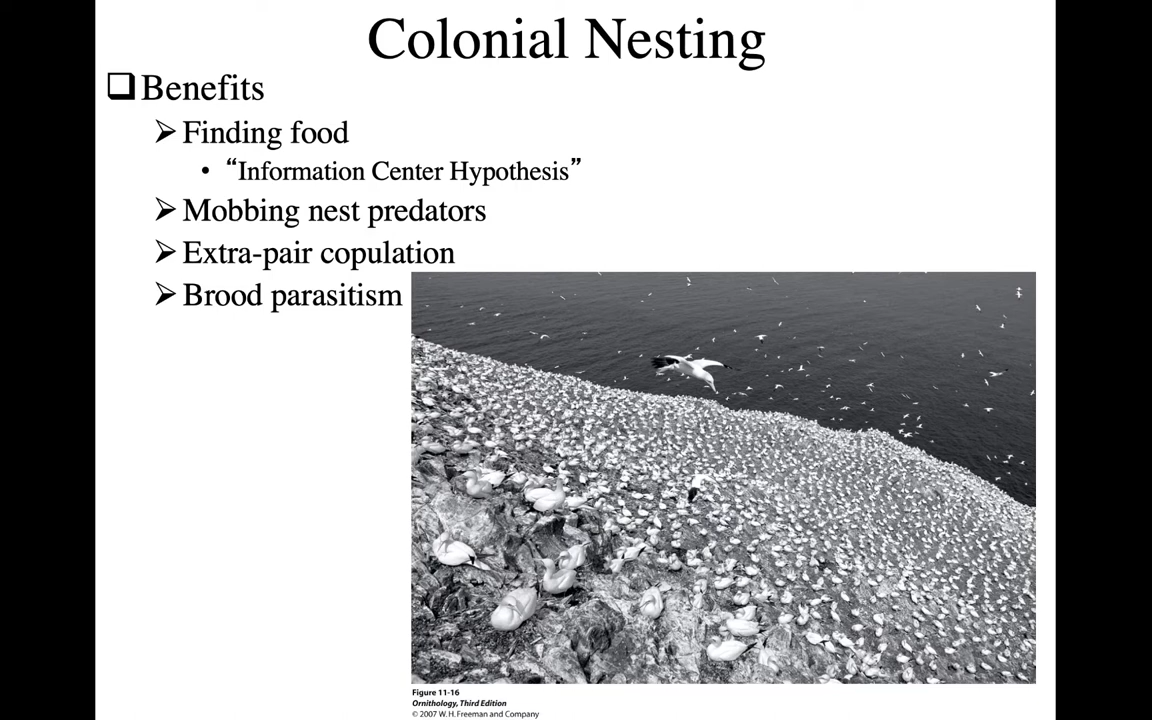 Colonial Nesting
Benefits
Finding food
• “Information Center Hypothesis”
Mobbing nest predators
Extra-pair copulation
Brood parasitism
Figure 11-16
Ornithology, Third Edition
© 2007 W. H. Freeman and Company